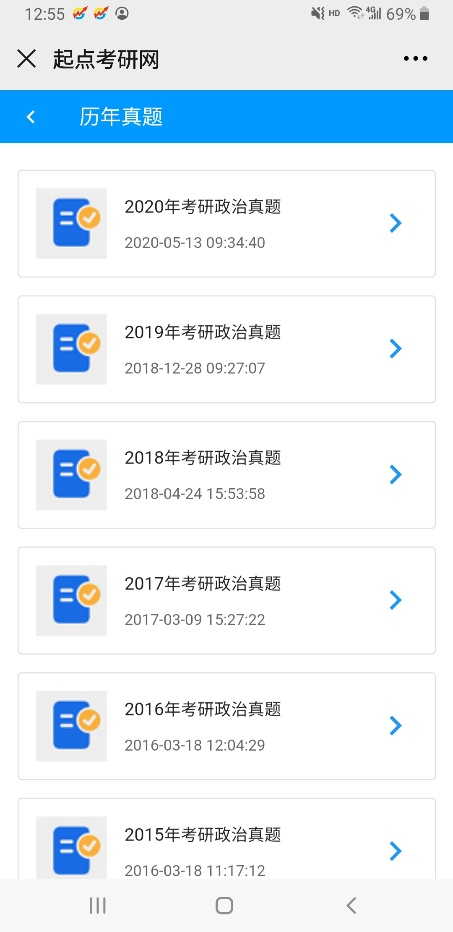 12:55 HD 4G 69%
起点考研网
历年真题
2020年考研政治真题
2020-05-13 09:34:40
2019年考研政治真题
2018-12-28 09:27:07
2018年考研政治真题
2018-04-24 15:53:58
2017年考研政治真题
2017-03-09 15:27:22
2016年考研政治真题
2016-03-18 12:04:29
2015年考研政治真题
2016-03-18 11:17:12